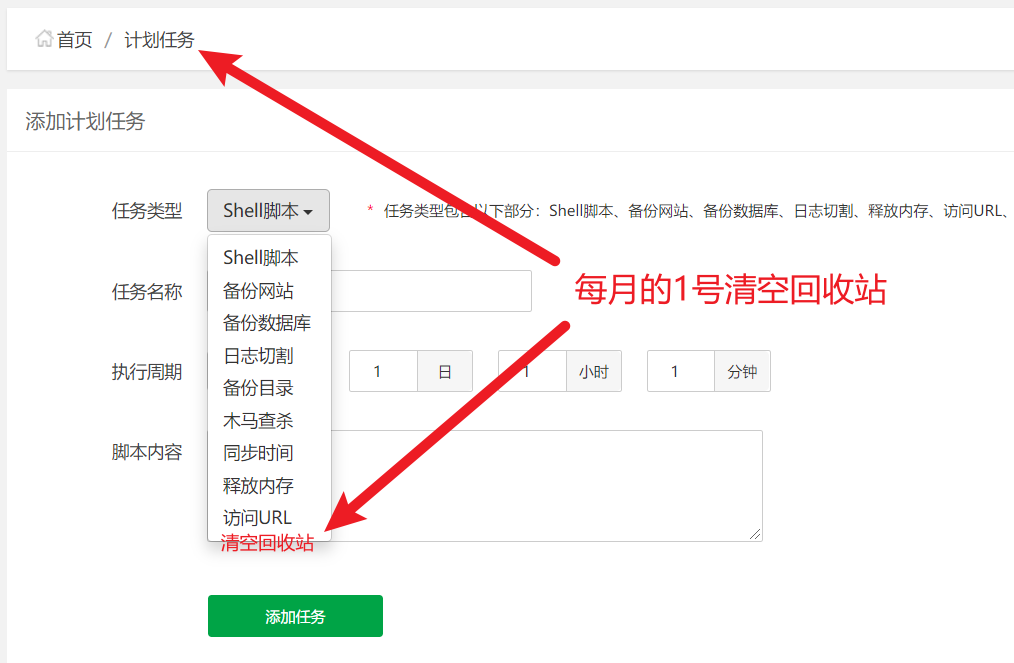 首页 / 计划任务
添加计划任务
任务类型 Shell脚本 * 任务类型包含以下部分：Shell脚本、备份网站、备份数据库、日志切割、释放内存、访问URL、
Shell脚本
任务名称 备份网站
每月的1号清空回收站
备份数据库
日志切割
执行周期 1 日 1 小时 1 分钟
备份目录
木马查杀
脚本内容 同步时间
释放内存
访问URL
清空回收站
添加任务